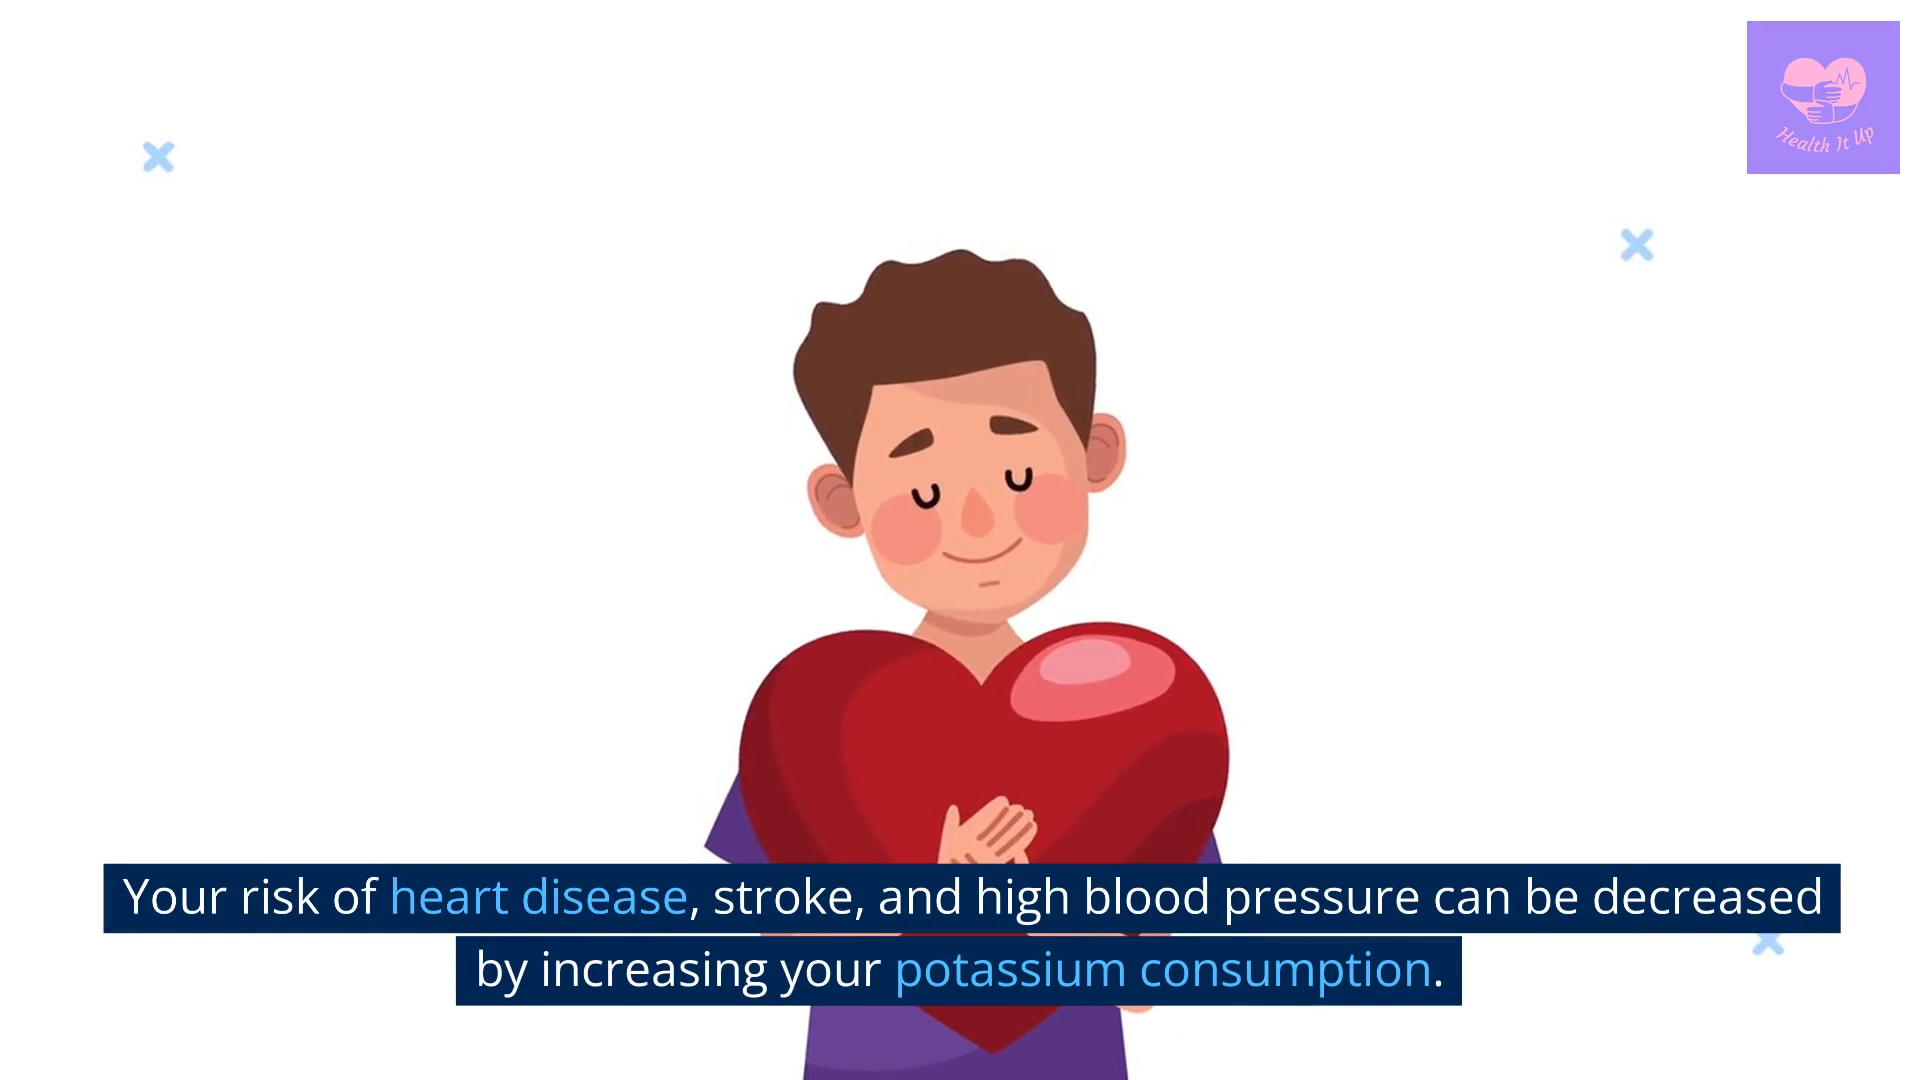 Health It Up
Your risk of heart disease, stroke, and high blood pressure can be decreased
by increasing your potassium consumption.